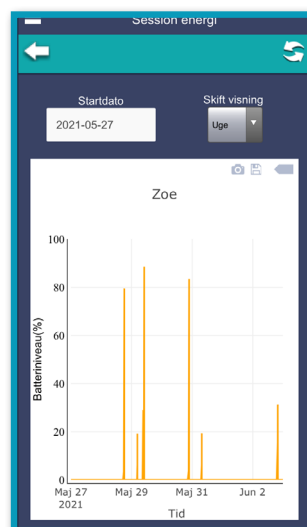 Session energi
Startdato
Skift visning
2021-05-27
Uge
Zoe
100
80
60
40
20
0
Batteriniveau(%)
Maj 27
2021
Maj 29
Maj 31
Jun 2
Tid